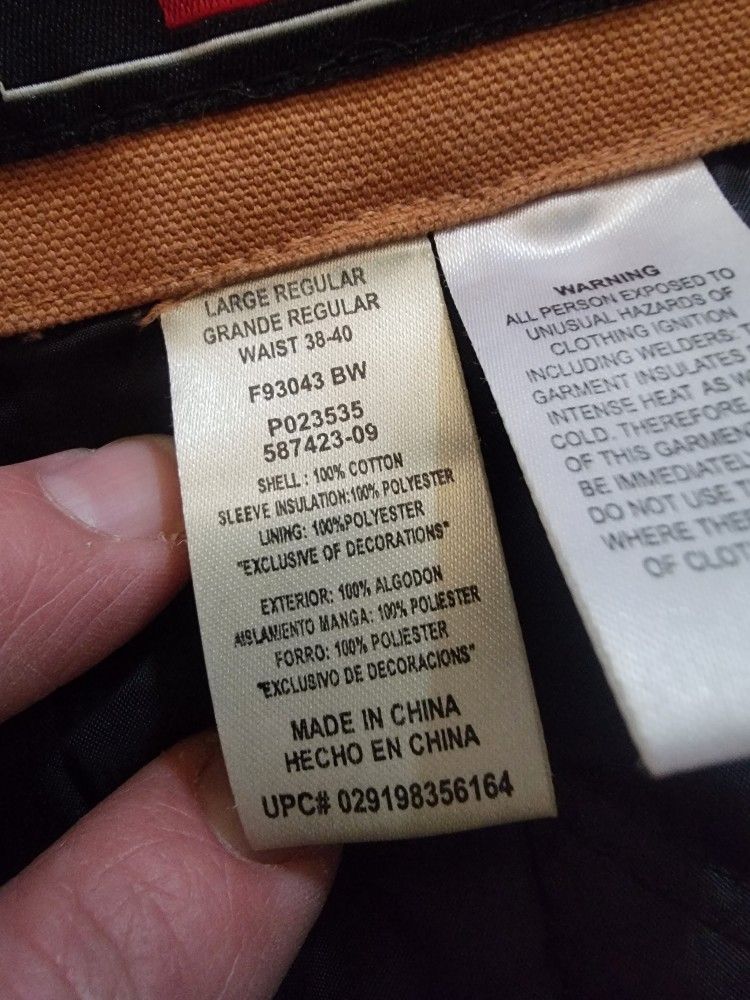 LARGE REGULAR
GRANDE REGULAR
WAIST 38-40
F93043 BW
P023535
587423-09
SHELL : 100% COTTON
SLEEVE INSULATION:100% POLYESTER
LINING: 100%POLYESTER
"EXCLUSIVE OF DECORATIONS"
EXTERIOR: 100% ALGODON
AISLAMIENTO MANGA: 100% POLIESTER
FORRO: 100% POLIESTER
"EXCLUSIVO DE DECORACIONS"
MADE IN CHINA
HECHO EN CHINA
UPC# 029198356164
WARNING
ALL PERSON EXPOSED TO
UNUSUAL HAZARDS OF
CLOTHING IGNITION
INCLUDING WELDERS,
GARMENT INSULATES
INTENSE HEAT AS
COLD. THEREFORE
OF THIS
BE IMMEDIATELY
DO NOT USE
WHERE
OF